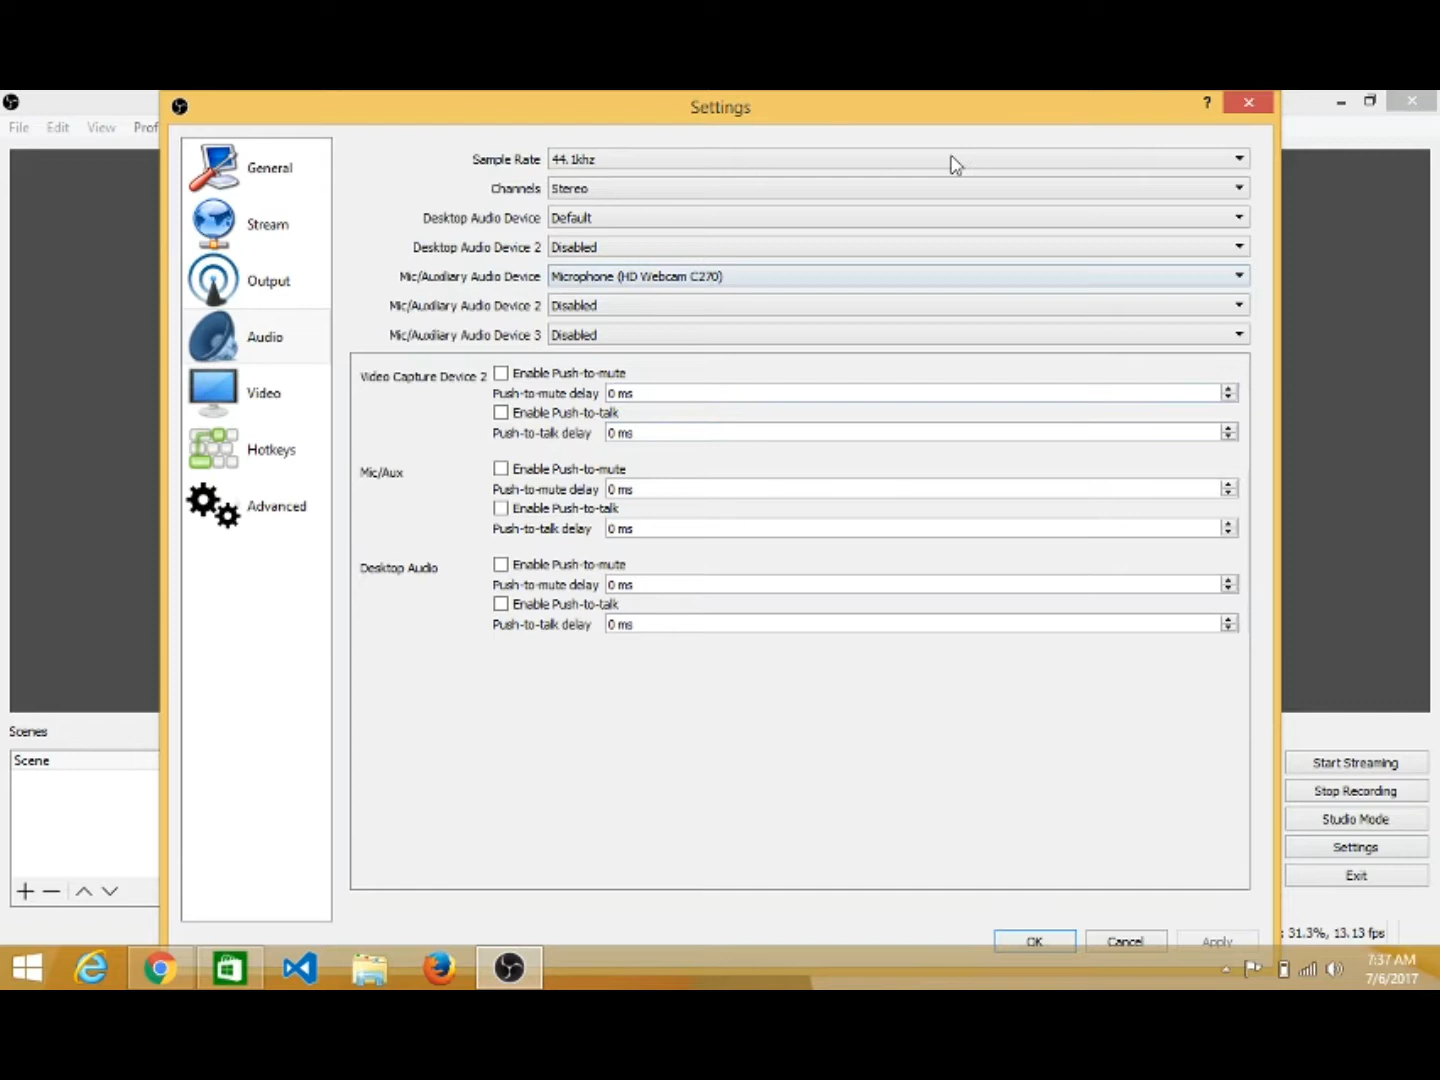 Settings
?
File Edit View Prof
General
Stream
Output
Audio
Video
Hotkeys
Advanced
Sample Rate 44.1khz
Channels Stereo
Desktop Audio Device Default
Desktop Audio Device 2 Disabled
Mic/Auxiliary Audio Device Microphone (HD Webcam C270)
Mic/Auxiliary Audio Device 2 Disabled
Mic/Auxiliary Audio Device 3 Disabled
Video Capture Device 2 Enable Push-to-mute
Push-to-mute delay 0 ms
Enable Push-to-talk
Push-to-talk delay 0 ms
Mic/Aux Enable Push-to-mute
Push-to-mute delay 0 ms
Enable Push-to-talk
Push-to-talk delay 0 ms
Desktop Audio Enable Push-to-mute
Push-to-mute delay 0 ms
Enable Push-to-talk
Push-to-talk delay 0 ms
Scenes
Scene
Start Streaming
Stop Recording
Studio Mode
Settings
Exit
OK Cancel Apply
: 31.3%, 13.13 fps
7:37 AM
7/6/2017